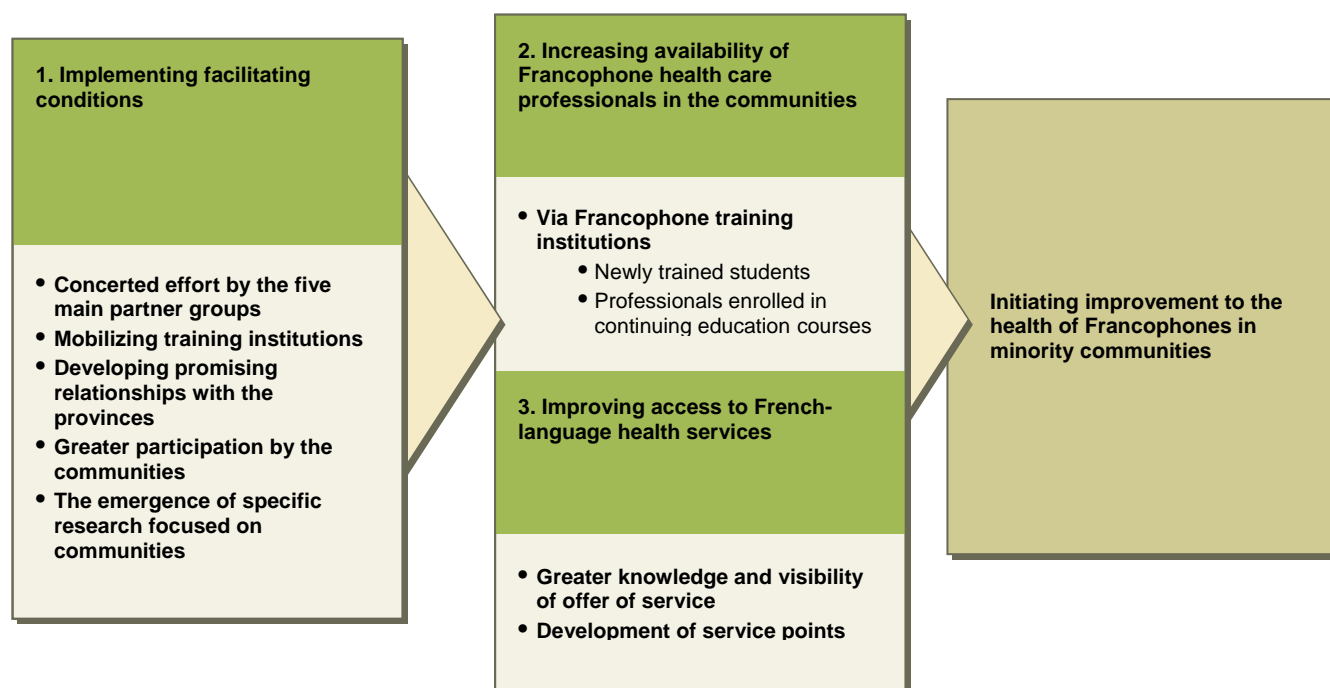 1. Implementing facilitating
conditions
• Concerted effort by the five
main partner groups
• Mobilizing training institutions
• Developing promising
relationships with the
provinces
• Greater participation by the
communities
• The emergence of specific
research focused on
communities
2. Increasing availability of
Francophone health care
professionals in the communities
• Via Francophone training
institutions
• Newly trained students
• Professionals enrolled in
continuing education courses
3. Improving access to French-
language health services
• Greater knowledge and visibility
of offer of service
• Development of service points
Initiating improvement to the
health of Francophones in
minority communities